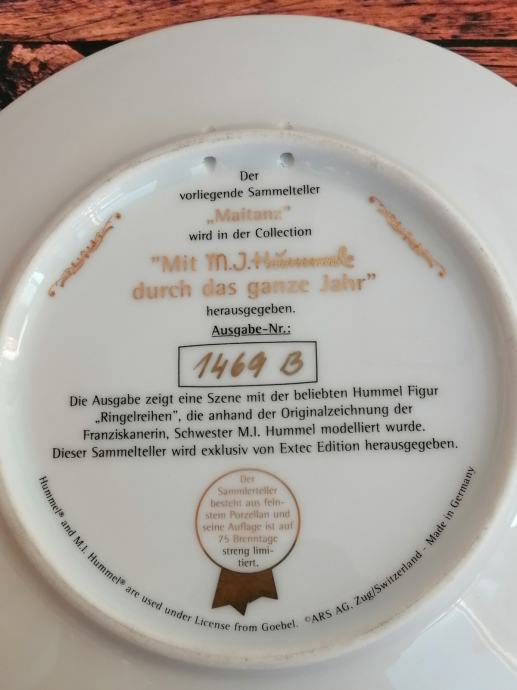 Der
vorliegende Sammelteller
„Maitanz"
wird in der Collection
"Mit M.J.Hummel
durch das ganze Jahr"
herausgegeben.
Ausgabe-Nr.:
1469 B
Die Ausgabe zeigt eine Szene mit der beliebten Hummel Figur
„Ringelreihen", die anhand der Originalzeichnung der
Franziskanerin, Schwester M.I. Hummel modelliert wurde.
Dieser Sammelteller wird exklusiv von Extec Edition herausgegeben.
Der
Sammlerteller
besteht aus fein-
stem Porzellan und
seine Auflage ist auf
75 Brenntage
streng limi-
tiert.
Hummel® and M.I. Hummel® are used under License from Goebel. ©ARS AG, Zug/Switzerland - Made in Germany